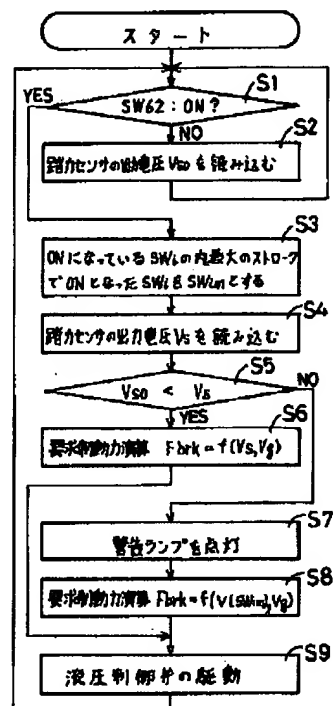 スタート
S1
YES
SW62:ON?
NO
S2
踏力センサの出力電圧Vsoを読み込む
S3
ONになっているSWiの内最大のストローク
でONとなったSWiをSWimとする
S4
踏力センサの出力電圧Vsを読み込む
S5
Vso < Vs
NO
YES
S6
要求制動力演算 Fbrk=f(Vs,Vg)
S7
警告ランプを点灯
S8
要求制動力演算 Fbrk=f(V(SWim),Vg)
S9
液圧制御弁の駆動